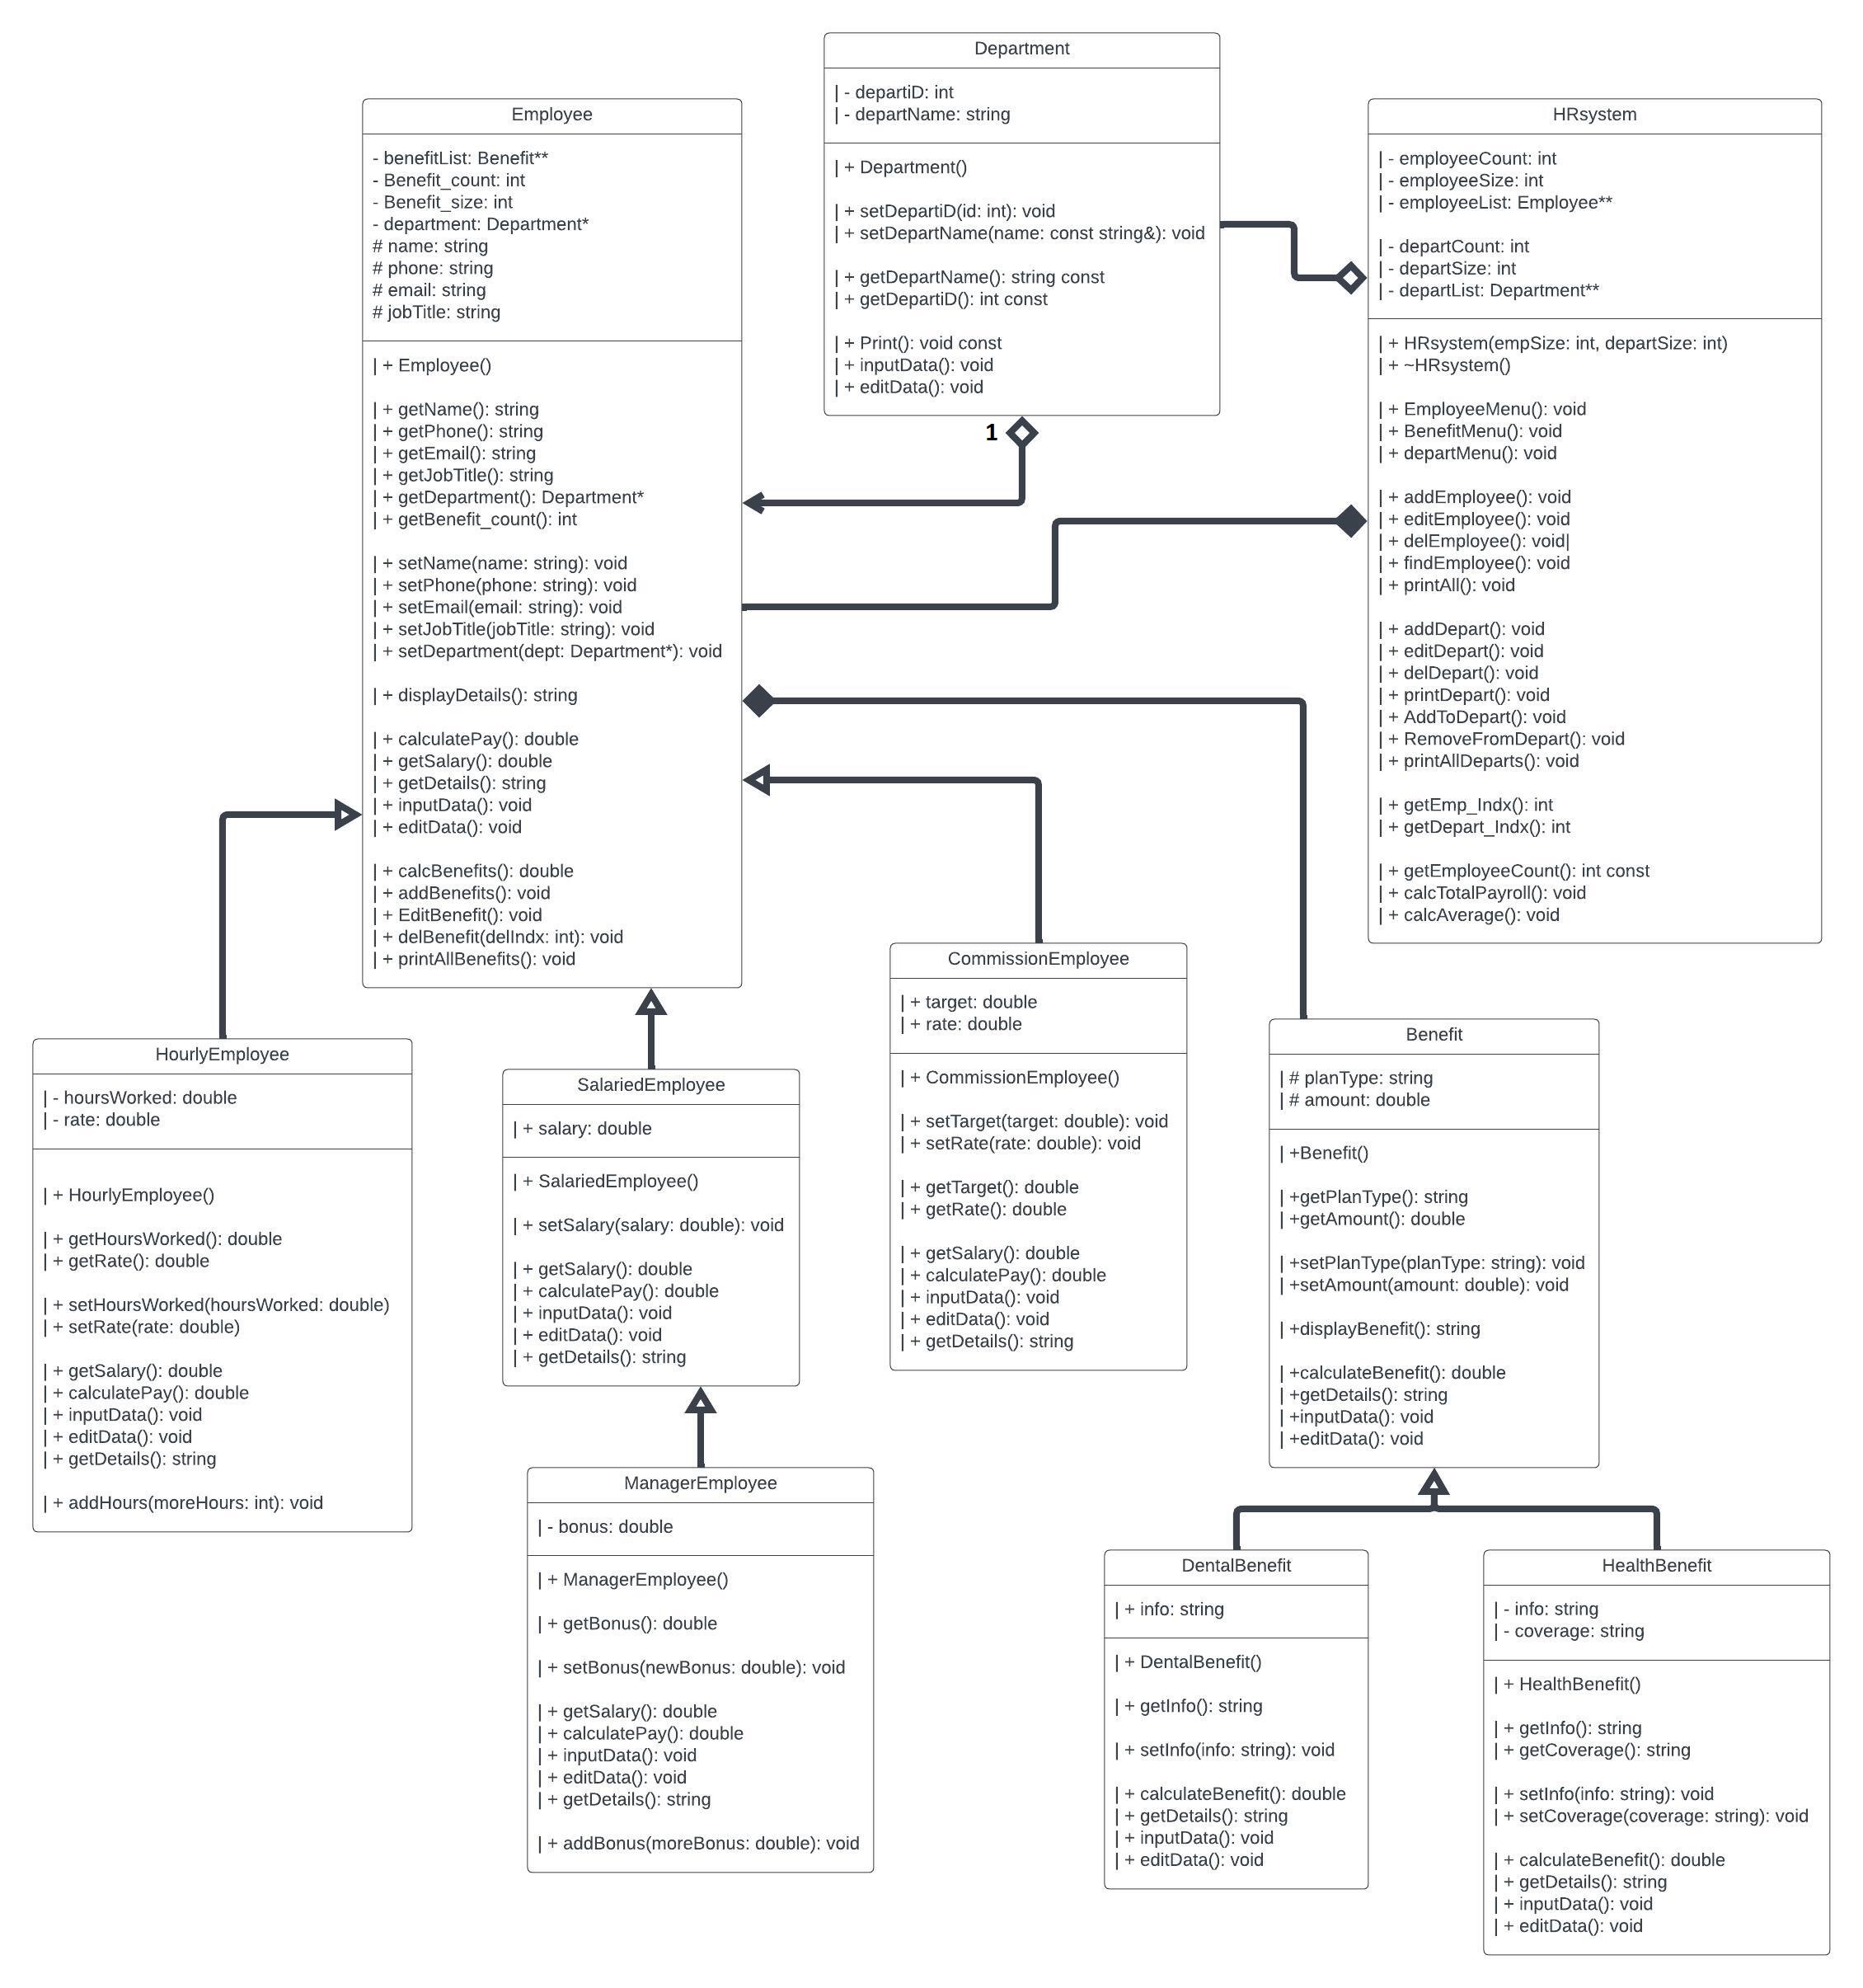 Department
| - departiD: int
| - departName: string
| + Department()
| + setDepartiD(id: int): void
| + setDepartName(name: const string&): void
| + getDepartName(): string const
| + getDepartiD(): int const
| + Print(): void const
| + inputData(): void
| + editData(): void
1
Employee
- benefitList: Benefit**
- Benefit_count: int
- Benefit_size: int
- department: Department*
# name: string
# phone: string
# email: string
# jobTitle: string
| + Employee()
| + getName(): string
| + getPhone(): string
| + getEmail(): string
| + getJobTitle(): string
| + getDepartment(): Department*
| + getBenefit_count(): int
| + setName(name: string): void
| + setPhone(phone: string): void
| + setEmail(email: string): void
| + setJobTitle(jobTitle: string): void
| + setDepartment(dept: Department*): void
| + displayDetails(): string
| + calculatePay(): double
| + getSalary(): double
| + getDetails(): string
| + inputData(): void
| + editData(): void
| + calcBenefits(): double
| + addBenefits(): void
| + EditBenefit(): void
| + delBenefit(delIndx: int): void
| + printAllBenefits(): void
HRsystem
| - employeeCount: int
| - employeeSize: int
| - employeeList: Employee**
| - departCount: int
| - departSize: int
| - departList: Department**
| + HRsystem(empSize: int, departSize: int)
| + ~HRsystem()
| + EmployeeMenu(): void
| + BenefitMenu(): void
| + departMenu(): void
| + addEmployee(): void
| + editEmployee(): void
| + delEmployee(): void|
| + findEmployee(): void
| + printAll(): void
| + addDepart(): void
| + editDepart(): void
| + delDepart(): void
| + printDepart(): void
| + AddToDepart(): void
| + RemoveFromDepart(): void
| + printAllDeparts(): void
| + getEmp_Indx(): int
| + getDepart_Indx(): int
| + getEmployeeCount(): int const
| + calcTotalPayroll(): void
| + calcAverage(): void
HourlyEmployee
| - hoursWorked: double
| - rate: double
| + HourlyEmployee()
| + getHoursWorked(): double
| + getRate(): double
| + setHoursWorked(hoursWorked: double)
| + setRate(rate: double)
| + getSalary(): double
| + calculatePay(): double
| + inputData(): void
| + editData(): void
| + getDetails(): string
| + addHours(moreHours: int): void
SalariedEmployee
| + salary: double
| + SalariedEmployee()
| + setSalary(salary: double): void
| + getSalary(): double
| + calculatePay(): double
| + inputData(): void
| + editData(): void
| + getDetails(): string
CommissionEmployee
| + target: double
| + rate: double
| + CommissionEmployee()
| + setTarget(target: double): void
| + setRate(rate: double): void
| + getTarget(): double
| + getRate(): double
| + getSalary(): double
| + calculatePay(): double
| + inputData(): void
| + editData(): void
| + getDetails(): string
Benefit
| # planType: string
| # amount: double
| +Benefit()
| +getPlanType(): string
| +getAmount(): double
| +setPlanType(planType: string): void
| +setAmount(amount: double): void
| +displayBenefit(): string
| +calculateBenefit(): double
| +getDetails(): string
| +inputData(): void
| +editData(): void
ManagerEmployee
| - bonus: double
| + ManagerEmployee()
| + getBonus(): double
| + setBonus(newBonus: double): void
| + getSalary(): double
| + calculatePay(): double
| + inputData(): void
| + editData(): void
| + getDetails(): string
| + addBonus(moreBonus: double): void
DentalBenefit
| + info: string
| + DentalBenefit()
| + getInfo(): string
| + setInfo(info: string): void
| + calculateBenefit(): double
| + getDetails(): string
| + inputData(): void
| + editData(): void
HealthBenefit
| - info: string
| - coverage: string
| + HealthBenefit()
| + getInfo(): string
| + getCoverage(): string
| + setInfo(info: string): void
| + setCoverage(coverage: string): void
| + calculateBenefit(): double
| + getDetails(): string
| + inputData(): void
| + editData(): void